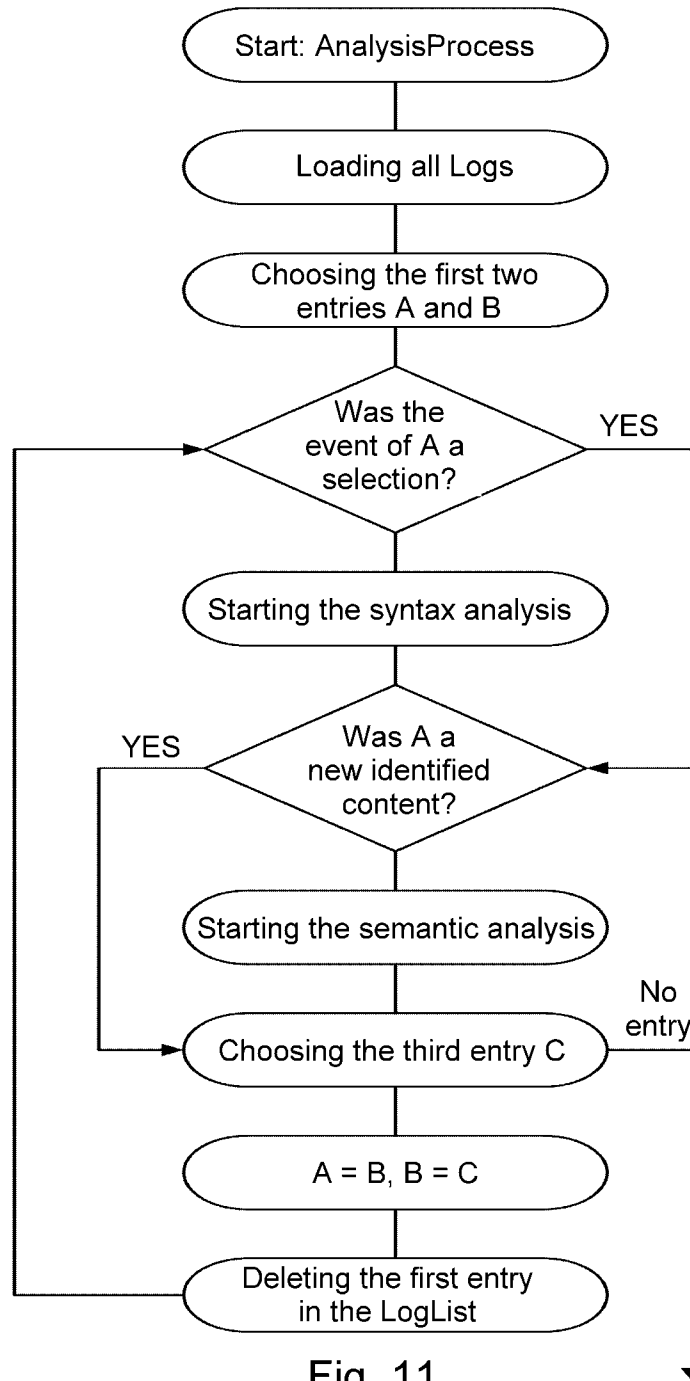 Start: AnalysisProcess
Loading all Logs
Choosing the first two
entries A and B
Was the
event of A a
selection?
YES
Starting the syntax analysis
YES
Was A a
new identified
content?
Starting the semantic analysis
No
entry
Choosing the third entry C
A = B, B = C
Deleting the first entry
in the LogList
Fig. 11